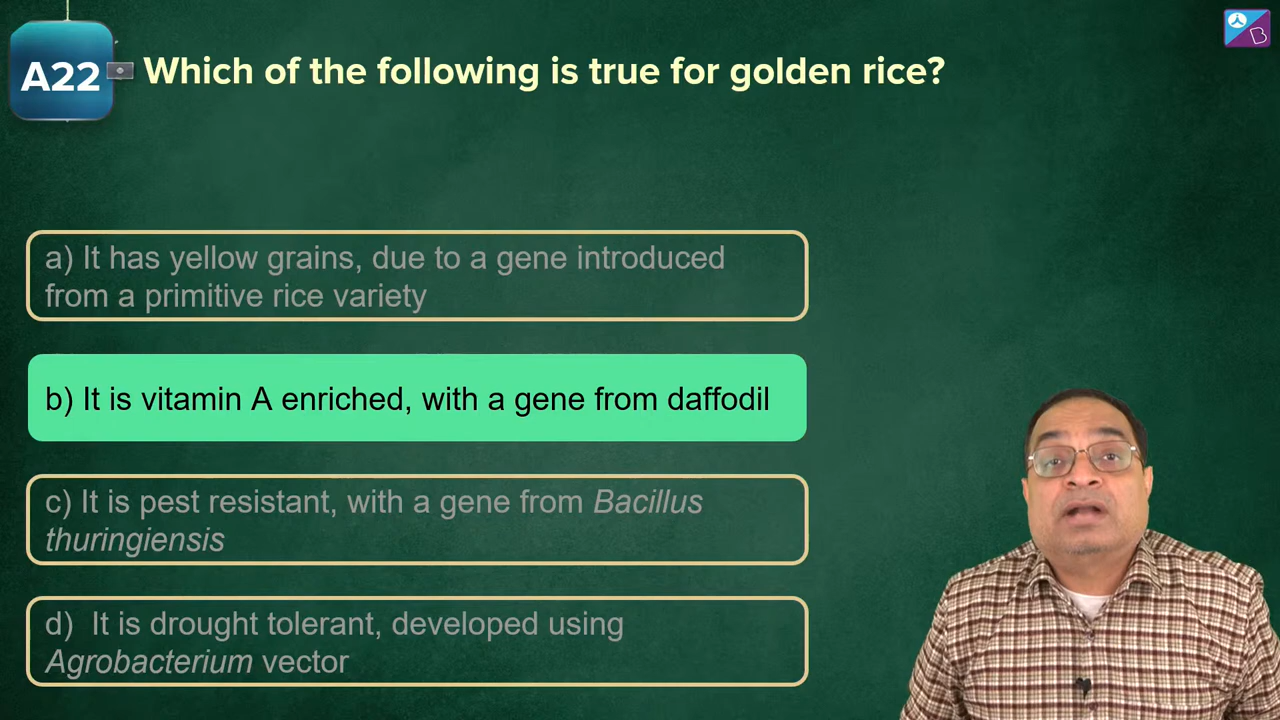 A22
Which of the following is true for golden rice?
a) It has yellow grains, due to a gene introduced
from a primitive rice variety
b) It is vitamin A enriched, with a gene from daffodil
c) It is pest resistant, with a gene from Bacillus
thuringiensis
d) It is drought tolerant, developed using
Agrobacterium vector
B